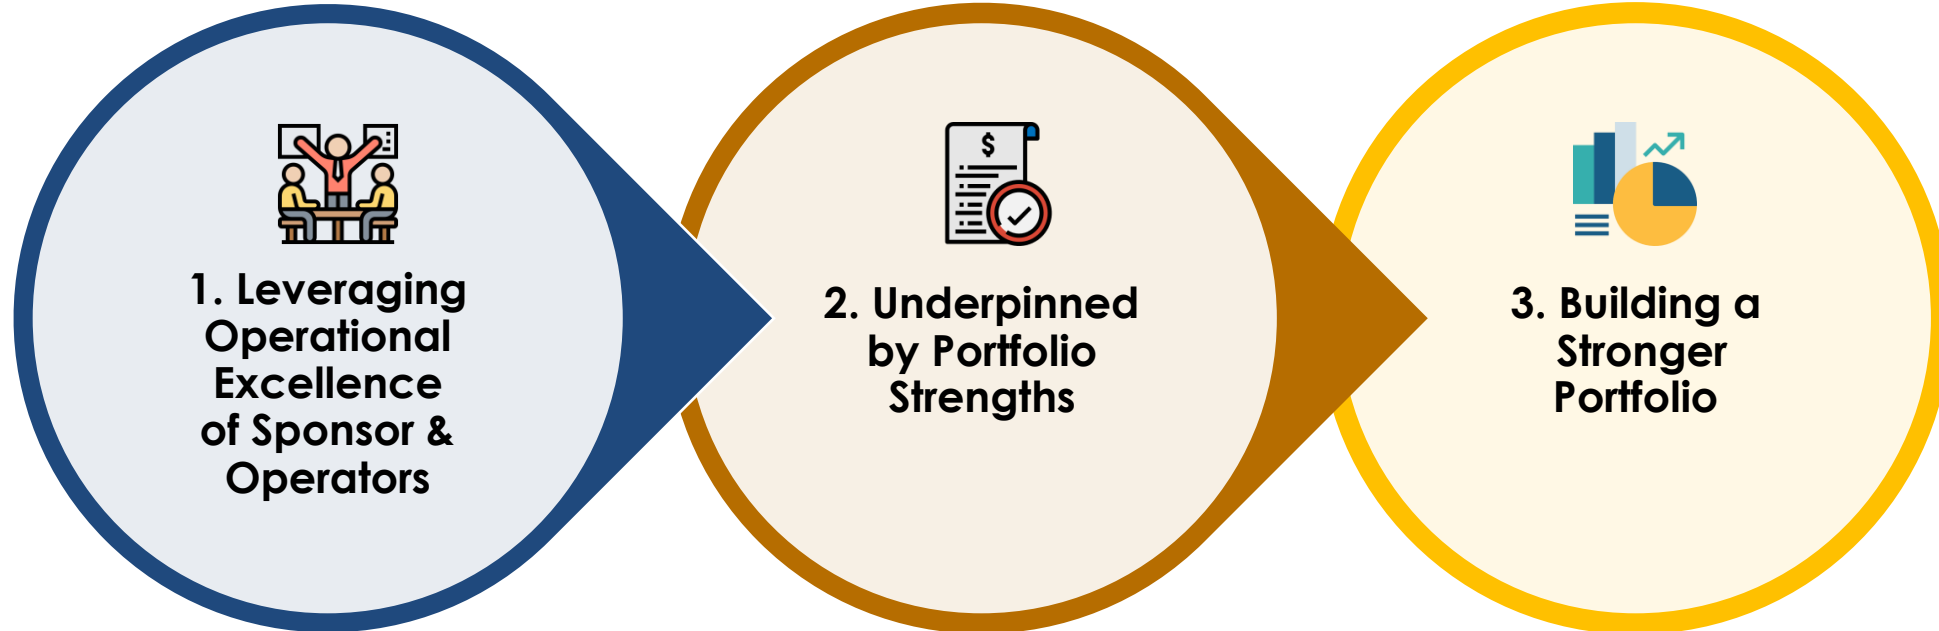 1. Leveraging
Operational
Excellence
of Sponsor &
Operators
$
2. Underpinned
by Portfolio
Strengths
3. Building a
Stronger
Portfolio